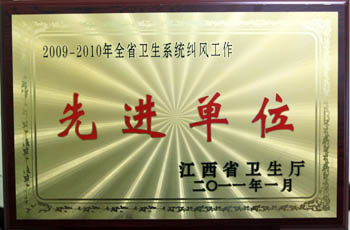 2009-2010年全省卫生系统纠风工作
先进单位
江西省卫生厅
二〇一一年一月